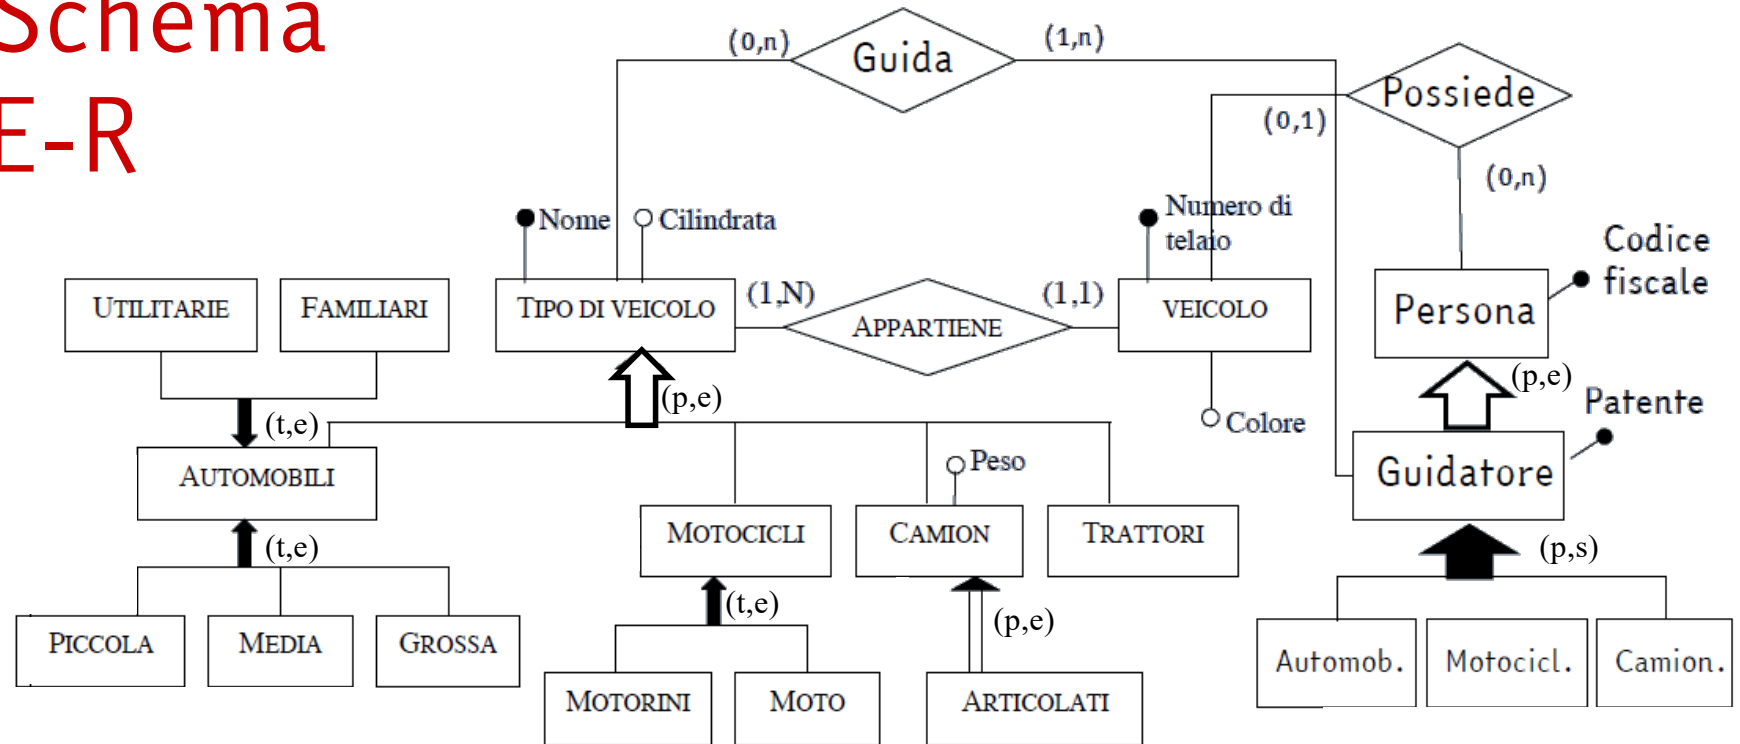 Schema
E-R
(0,n)
Guida
(1,n)
Possiede
(0,1)
(0,n)
Nome
Cilindrata
Numero di
telaio
Codice
fiscale
UTILITARIE
FAMILIARI
TIPO DI VEICOLO
(1,N)
APPARTIENE
(1,1)
VEICOLO
Persona
(t,e)
(p,e)
(p,e)
Patente
Colore
AUTOMOBILI
Peso
Guidatore
(t,e)
MOTOCICLI
CAMION
TRATTORI
(p,s)
(t,e)
(p,e)
PICCOLA
MEDIA
GROSSA
Automob.
Motocicl.
Camion.
MOTORINI
MOTO
ARTICOLATI